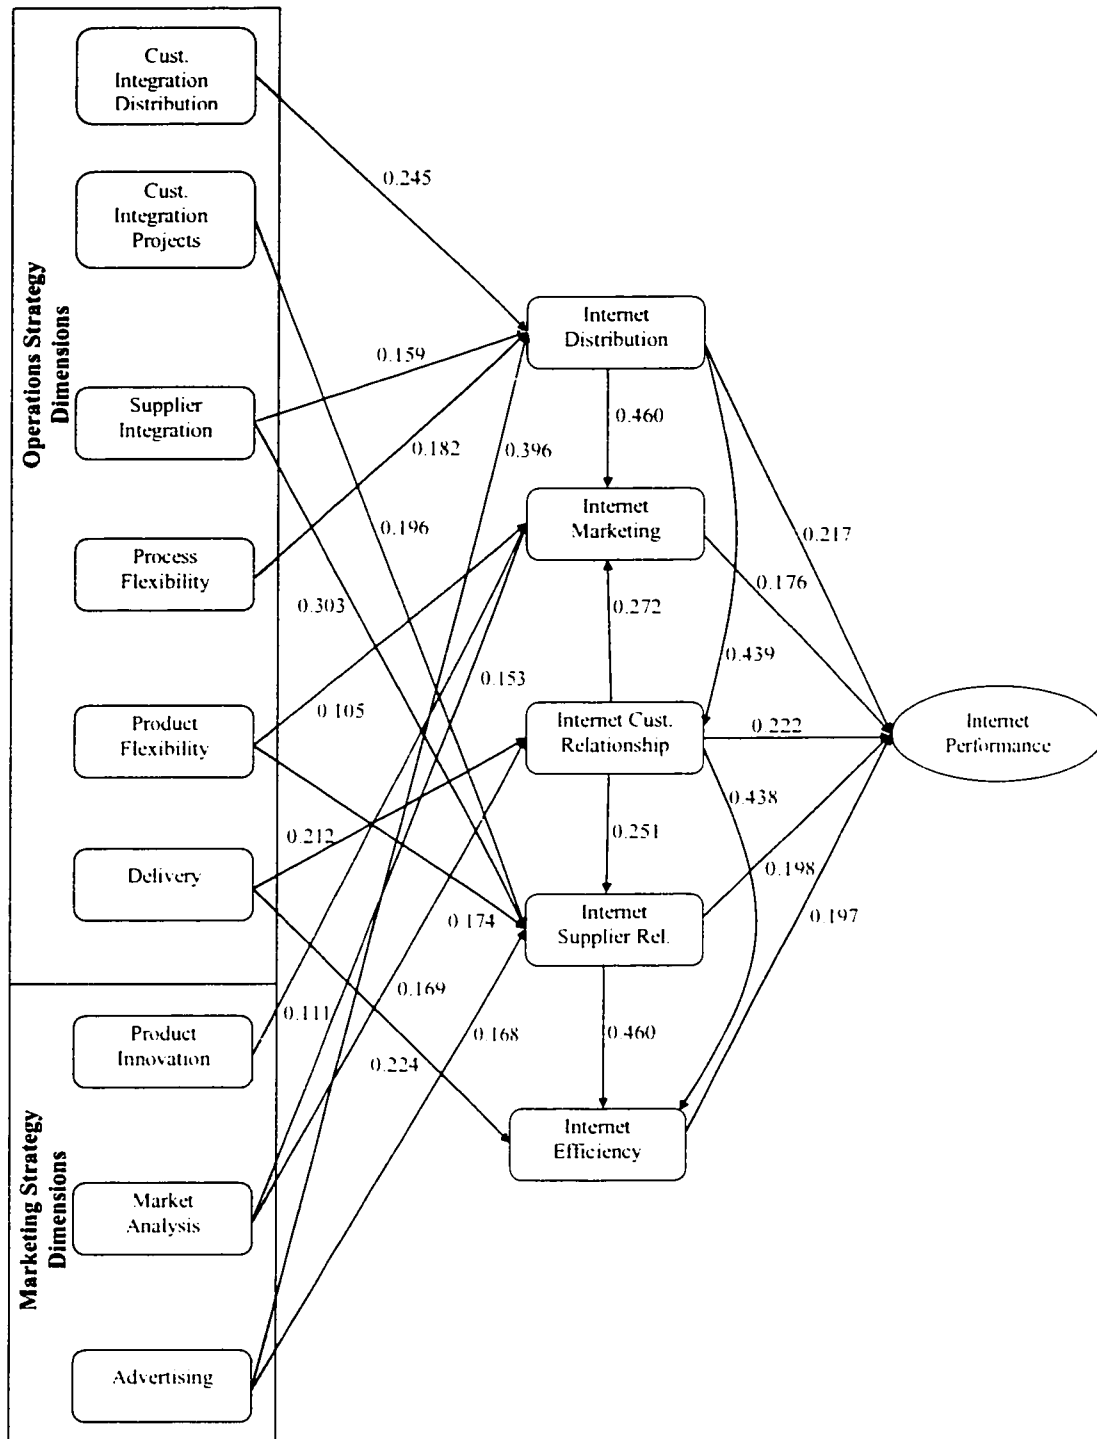 Operations Strategy
Dimensions
Marketing Strategy
Dimensions
Cust.
Integration
Distribution
Cust.
Integration
Projects
Supplier
Integration
Process
Flexibility
Product
Flexibility
Delivery
Product
Innovation
Market
Analysis
Advertising
0.245
0.159
0.182
0.396
0.196
0.303
0.153
0.105
0.212
0.174
0.169
0.111
0.168
0.224
Internet
Distribution
0.460
Internet
Marketing
0.272
Internet Cust.
Relationship
0.251
Internet
Supplier Rel.
0.460
Internet
Efficiency
0.217
0.176
0.439
0.222
0.438
0.198
0.197
Internet
Performance